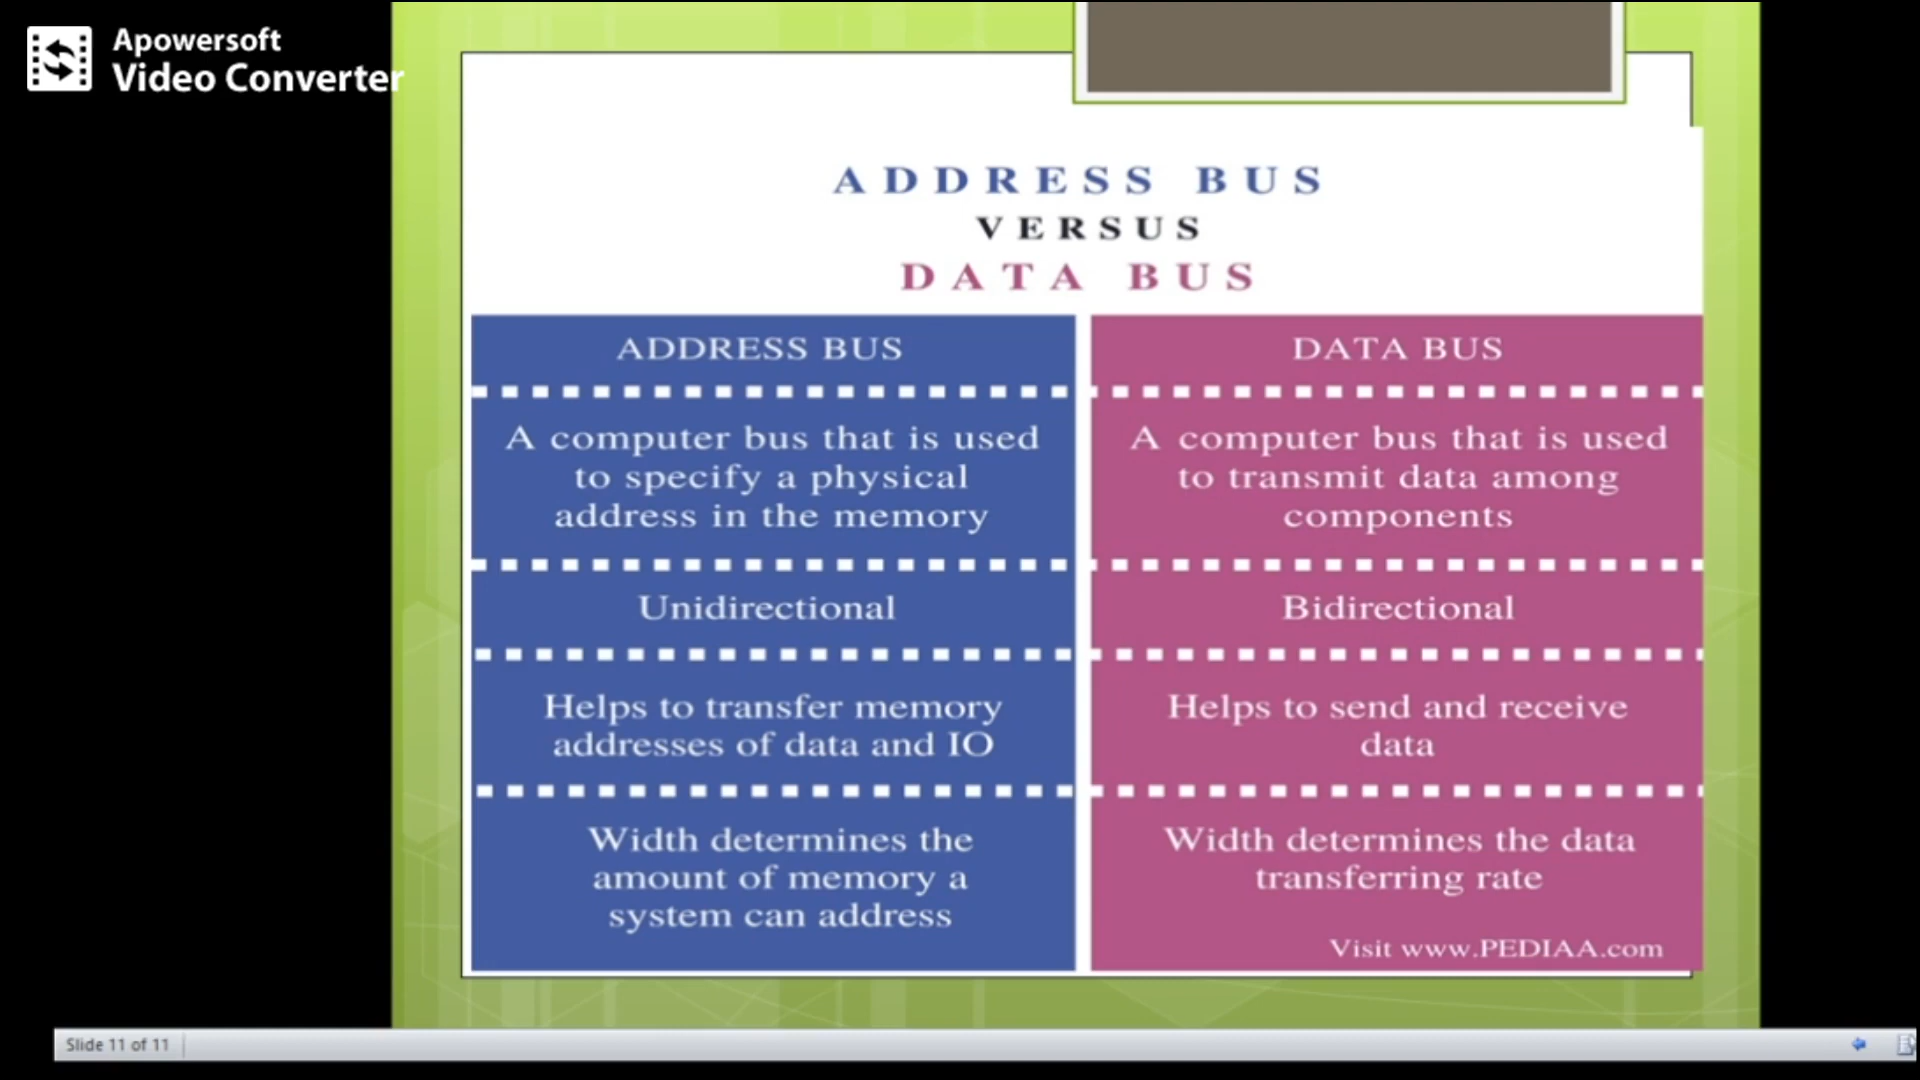 Apowersoft
Video Converter
ADDRESS BUS
VERSUS
DATA BUS
ADDRESS BUS
A computer bus that is used
to specify a physical
address in the memory
Unidirectional
Helps to transfer memory
addresses of data and IO
Width determines the
amount of memory a
system can address
DATA BUS
A computer bus that is used
to transmit data among
components
Bidirectional
Helps to send and receive
data
Width determines the data
transferring rate
Visit www.PEDIAA.com
Slide 11 of 11